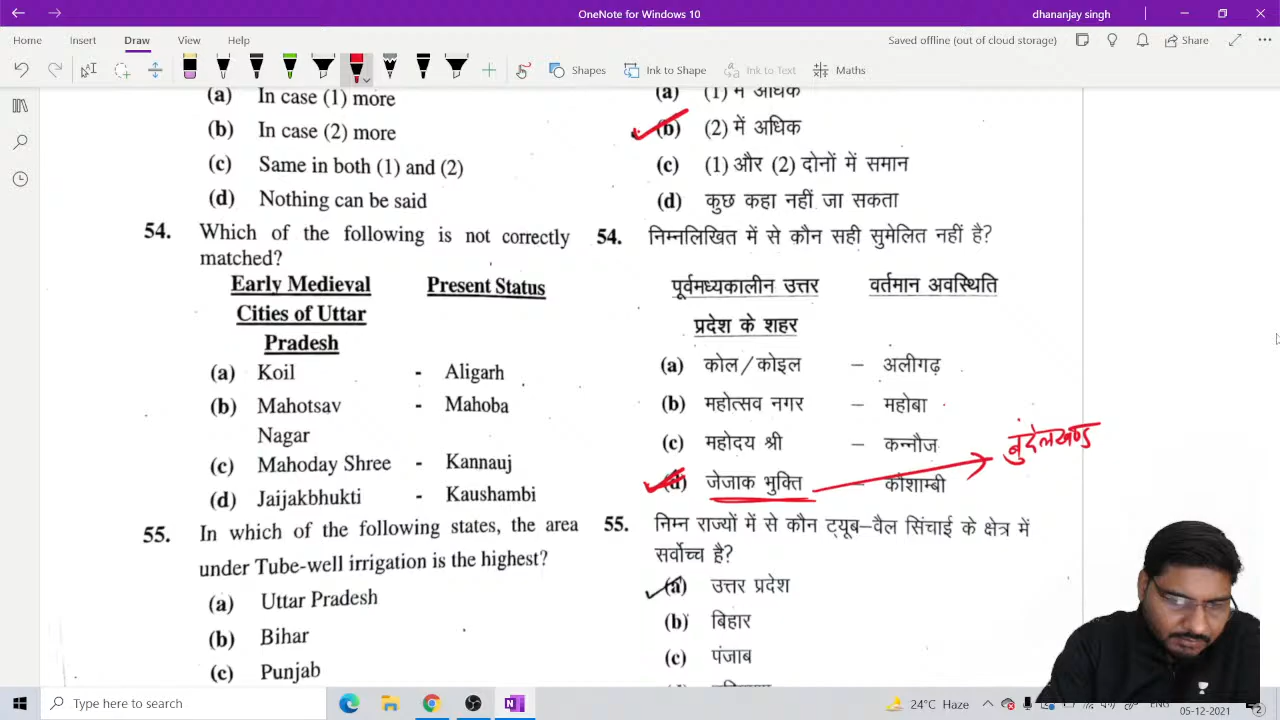 OneNote for Windows 10
dhananjay singh
Home Insert Draw View Help
Saved offline (out of cloud storage)
Share
Shapes Ink to Shape Ink to Text Maths
(a) In case (1) more
(b) In case (2) more
(c) Same in both (1) and (2)
(d) Nothing can be said
54. Which of the following is not correctly
matched?
Early Medieval Present Status
Cities of Uttar
Pradesh
(a) Koil - Aligarh
(b) Mahotsav - Mahoba
Nagar
(c) Mahoday Shree - Kannauj
(d) Jaijakbhukti - Kaushambi
55. In which of the following states, the area
under Tube-well irrigation is the highest?
(a) Uttar Pradesh
(b) Bihar
(c) Punjab
(a) (1) में अधिक
(b) (2) में अधिक
(c) (1) और (2) दोनों में समान
(d) कुछ कहा नहीं जा सकता
54. निम्नलिखित में से कौन सही सुमेलित नहीं है?
पूर्वमध्यकालीन उत्तर वर्तमान अवस्थिति
प्रदेश के शहर
(a) कोल/कोइल – अलीगढ़
(b) महोत्सव नगर – महोबा
(c) महोदय श्री – कन्नौज
(d) जेजाक भुक्ति – कौशाम्बी
बुंदेलखण्ड
55. निम्न राज्यों में से कौन ट्यूब–वैल सिंचाई के क्षेत्र में
सर्वोच्च है?
(a) उत्तर प्रदेश
(b) बिहार
(c) पंजाब
Type here to search
24°C Haze
05-12-2021